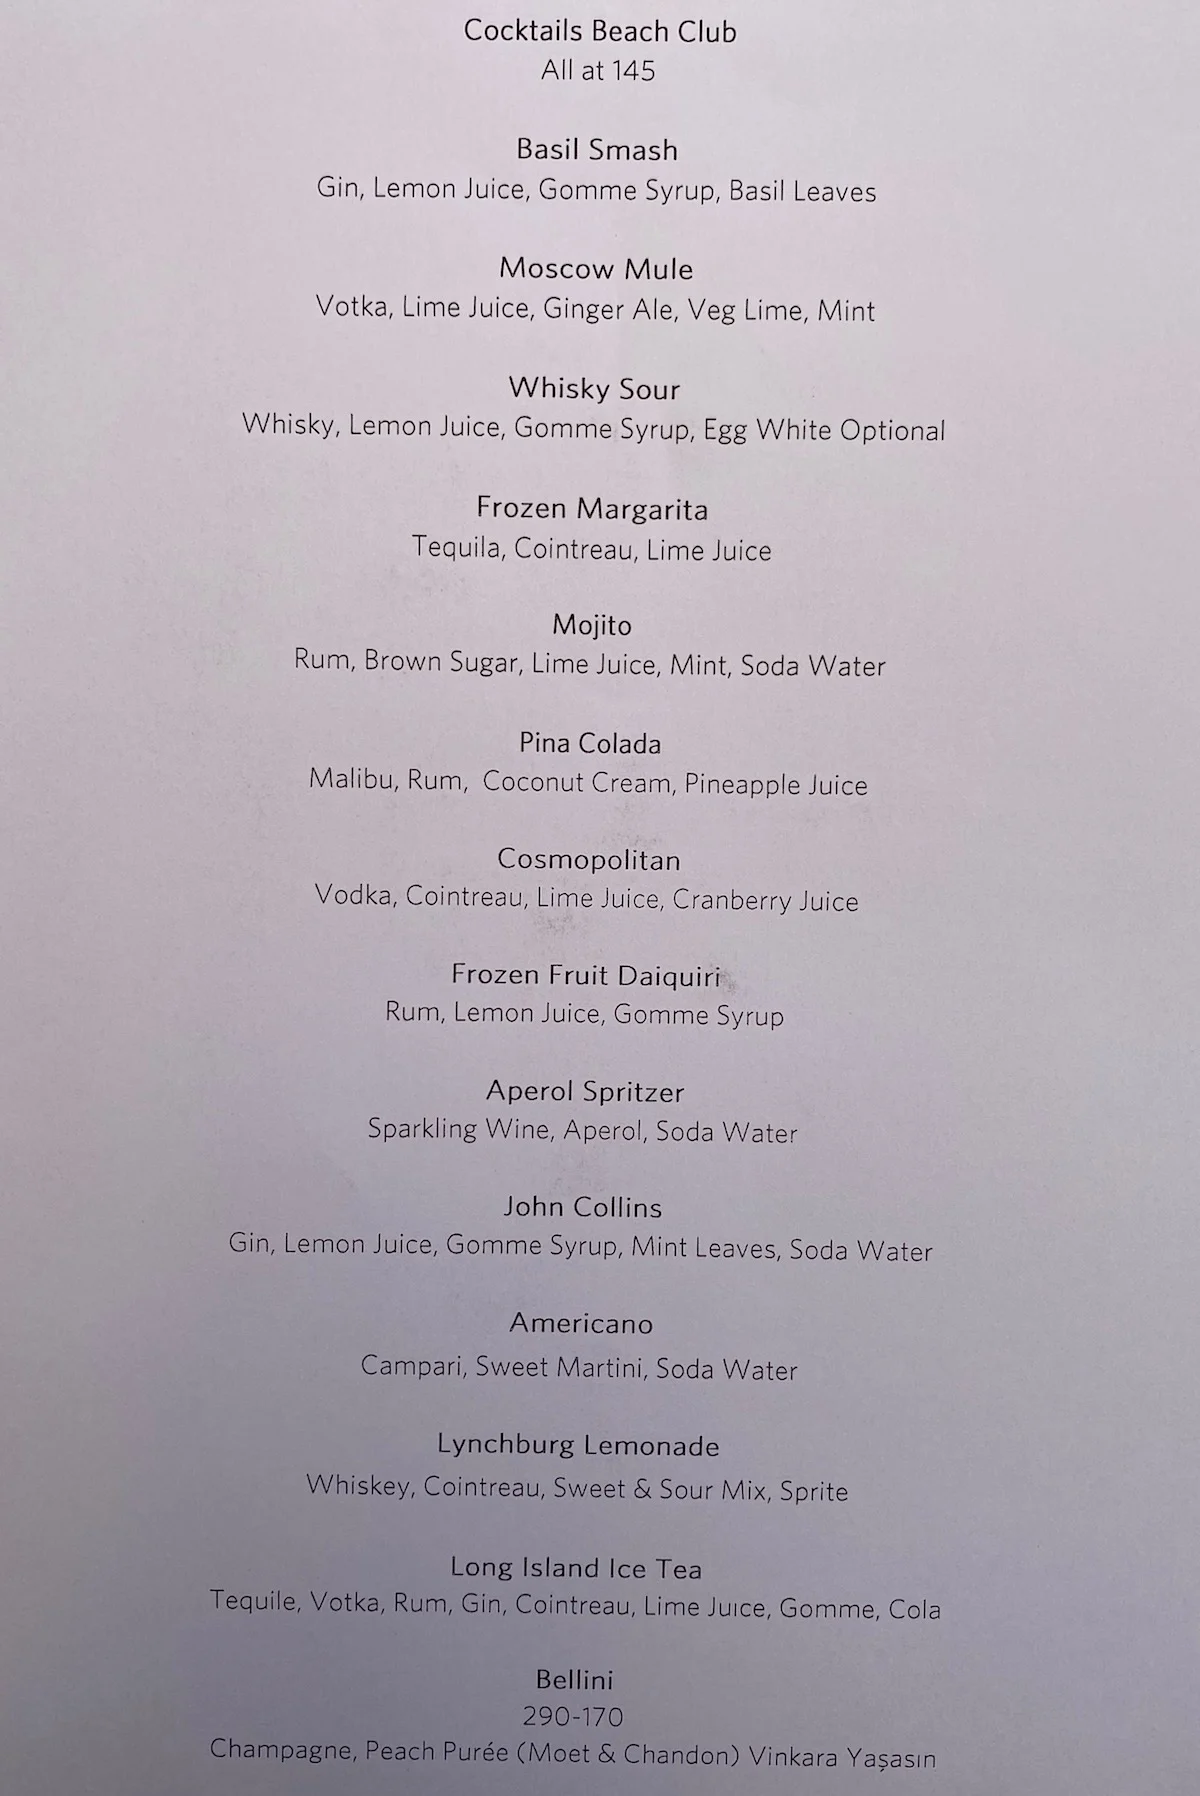 Cocktails Beach Club
All at 145
Basil Smash
Gin, Lemon Juice, Gomme Syrup, Basil Leaves
Moscow Mule
Votka, Lime Juice, Ginger Ale, Veg Lime, Mint
Whisky Sour
Whisky, Lemon Juice, Gomme Syrup, Egg White Optional
Frozen Margarita
Tequila, Cointreau, Lime Juice
Mojito
Rum, Brown Sugar, Lime Juice, Mint, Soda Water
Pina Colada
Malibu, Rum, Coconut Cream, Pineapple Juice
Cosmopolitan
Vodka, Cointreau, Lime Juice, Cranberry Juice
Frozen Fruit Daiquiri
Rum, Lemon Juice, Gomme Syrup
Aperol Spritzer
Sparkling Wine, Aperol, Soda Water
John Collins
Gin, Lemon Juice, Gomme Syrup, Mint Leaves, Soda Water
Americano
Campari, Sweet Martini, Soda Water
Lynchburg Lemonade
Whiskey, Cointreau, Sweet & Sour Mix, Sprite
Long Island Ice Tea
Tequile, Votka, Rum, Gin, Cointreau, Lime Juıce, Gomme, Cola
Bellini
290-170
Champagne, Peach Purée (Moet & Chandon) Vinkara Yaşasın